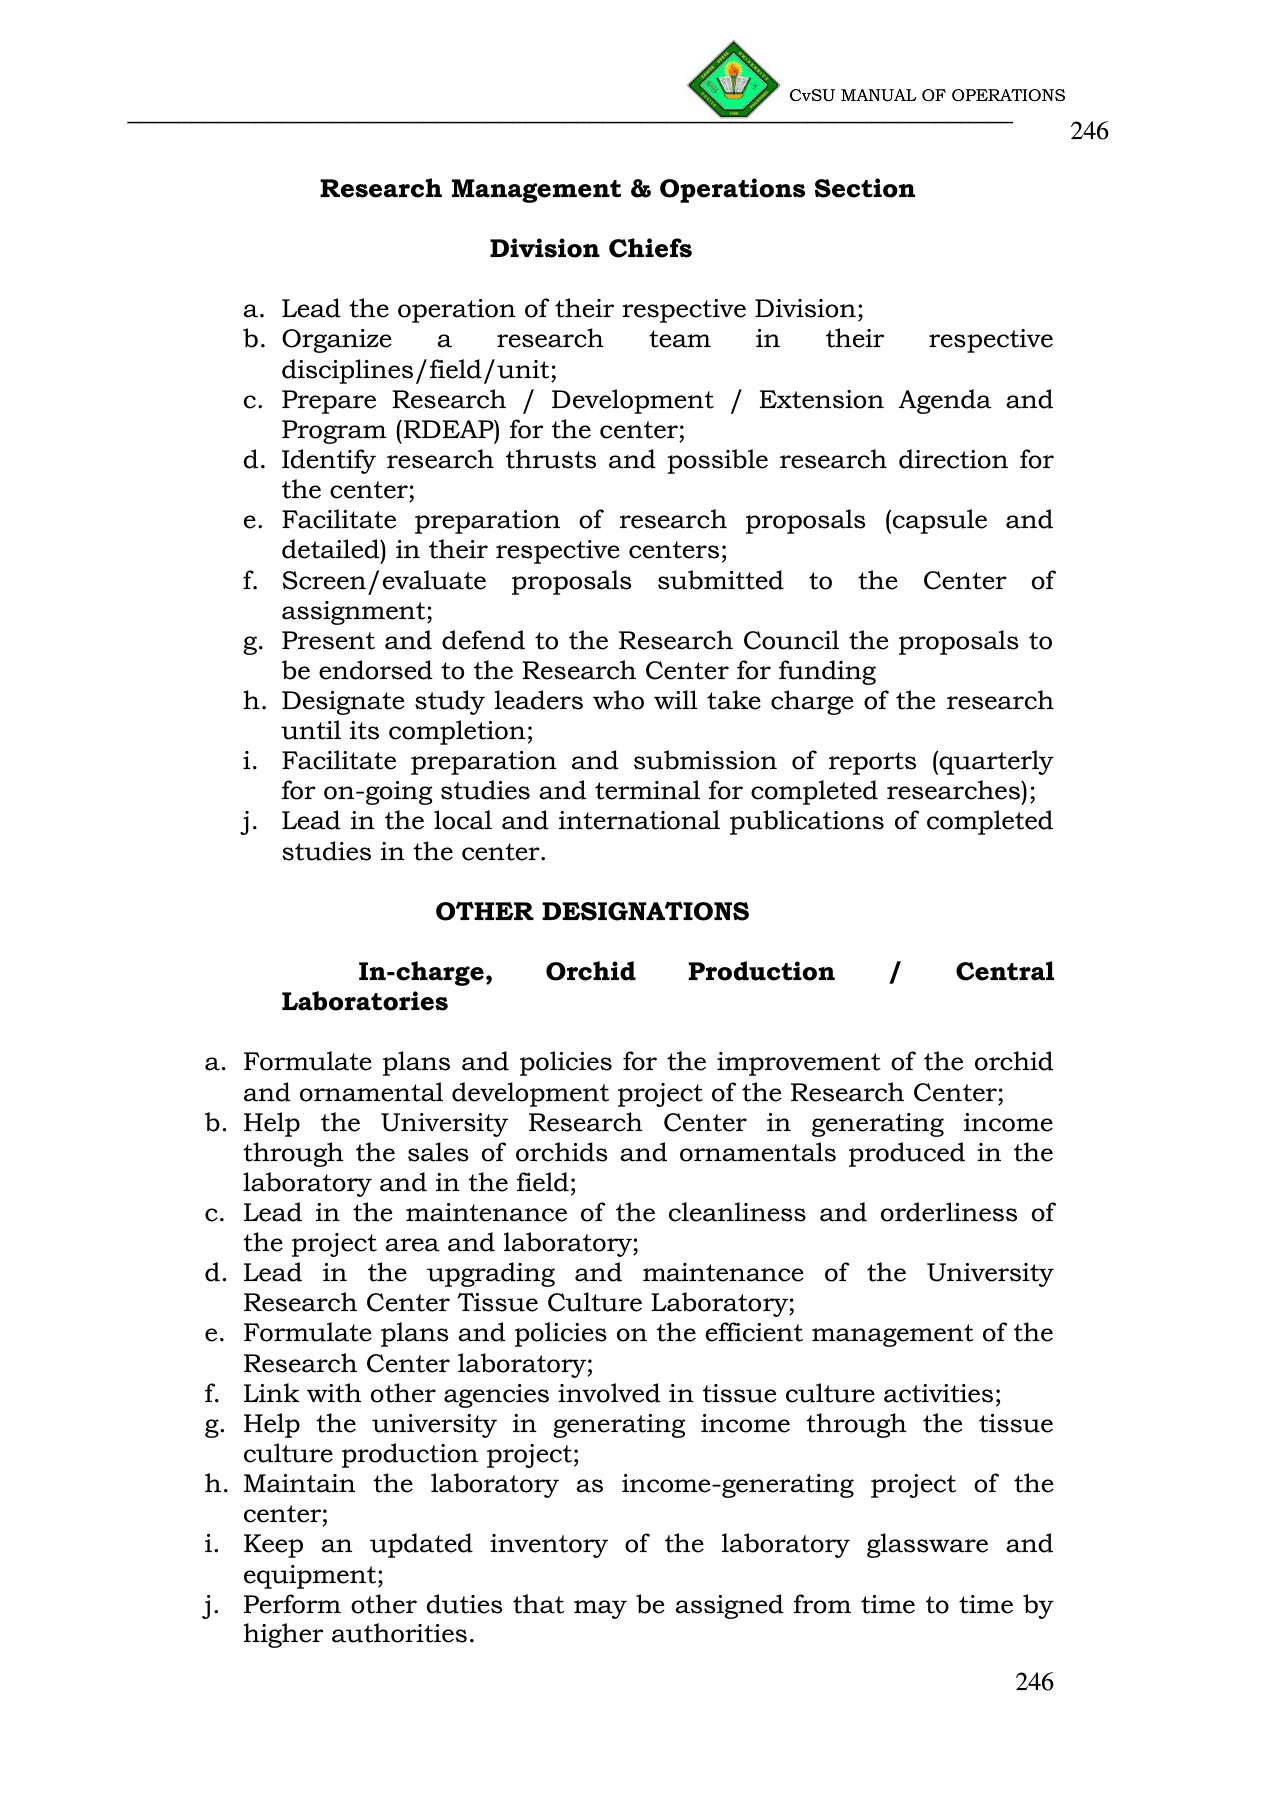 CvSU MANUAL OF OPERATIONS
246
Research Management & Operations Section
Division Chiefs
a. Lead the operation of their respective Division;
b. Organize a research team in their respective
disciplines/field/unit;
c. Prepare Research / Development / Extension Agenda and
Program (RDEAP) for the center;
d. Identify research thrusts and possible research direction for
the center;
e. Facilitate preparation of research proposals (capsule and
detailed) in their respective centers;
f. Screen/evaluate proposals submitted to the Center of
assignment;
g. Present and defend to the Research Council the proposals to
be endorsed to the Research Center for funding
h. Designate study leaders who will take charge of the research
until its completion;
i. Facilitate preparation and submission of reports (quarterly
for on-going studies and terminal for completed researches);
j. Lead in the local and international publications of completed
studies in the center.
OTHER DESIGNATIONS
In-charge, Orchid Production / Central
Laboratories
a. Formulate plans and policies for the improvement of the orchid
and ornamental development project of the Research Center;
b. Help the University Research Center in generating income
through the sales of orchids and ornamentals produced in the
laboratory and in the field;
c. Lead in the maintenance of the cleanliness and orderliness of
the project area and laboratory;
d. Lead in the upgrading and maintenance of the University
Research Center Tissue Culture Laboratory;
e. Formulate plans and policies on the efficient management of the
Research Center laboratory;
f. Link with other agencies involved in tissue culture activities;
g. Help the university in generating income through the tissue
culture production project;
h. Maintain the laboratory as income-generating project of the
center;
i. Keep an updated inventory of the laboratory glassware and
equipment;
j. Perform other duties that may be assigned from time to time by
higher authorities.
246